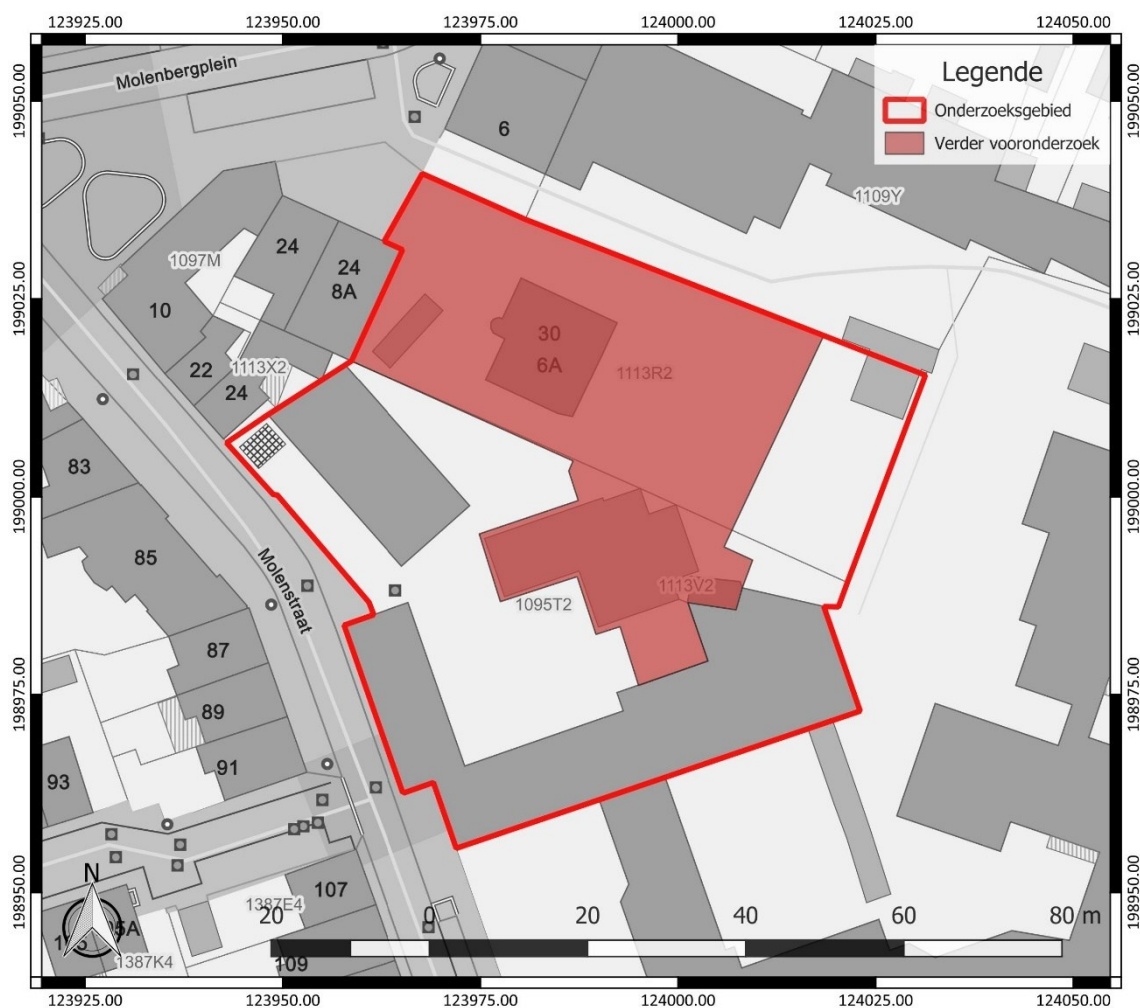 123925.00 123950.00 123975.00 124000.00 124025.00 124050.00
199050.00
199025.00
199000.00
198975.00
198950.00
199050.00
199025.00
199000.00
198975.00
198950.00
Legende
Onderzoeksgebied
Verder vooronderzoek
Molenbergplein
6
1109Y
24
1097M
24
8A
10
30
6A
22
1113X2
1113R2
24
83
85
Molenstraat
1113V2
1095T2
87
89
91
93
107
1387E4
N
5A
1387K4
109
20 0 20 40 60 80 m
123925.00 123950.00 123975.00 124000.00 124025.00 124050.00